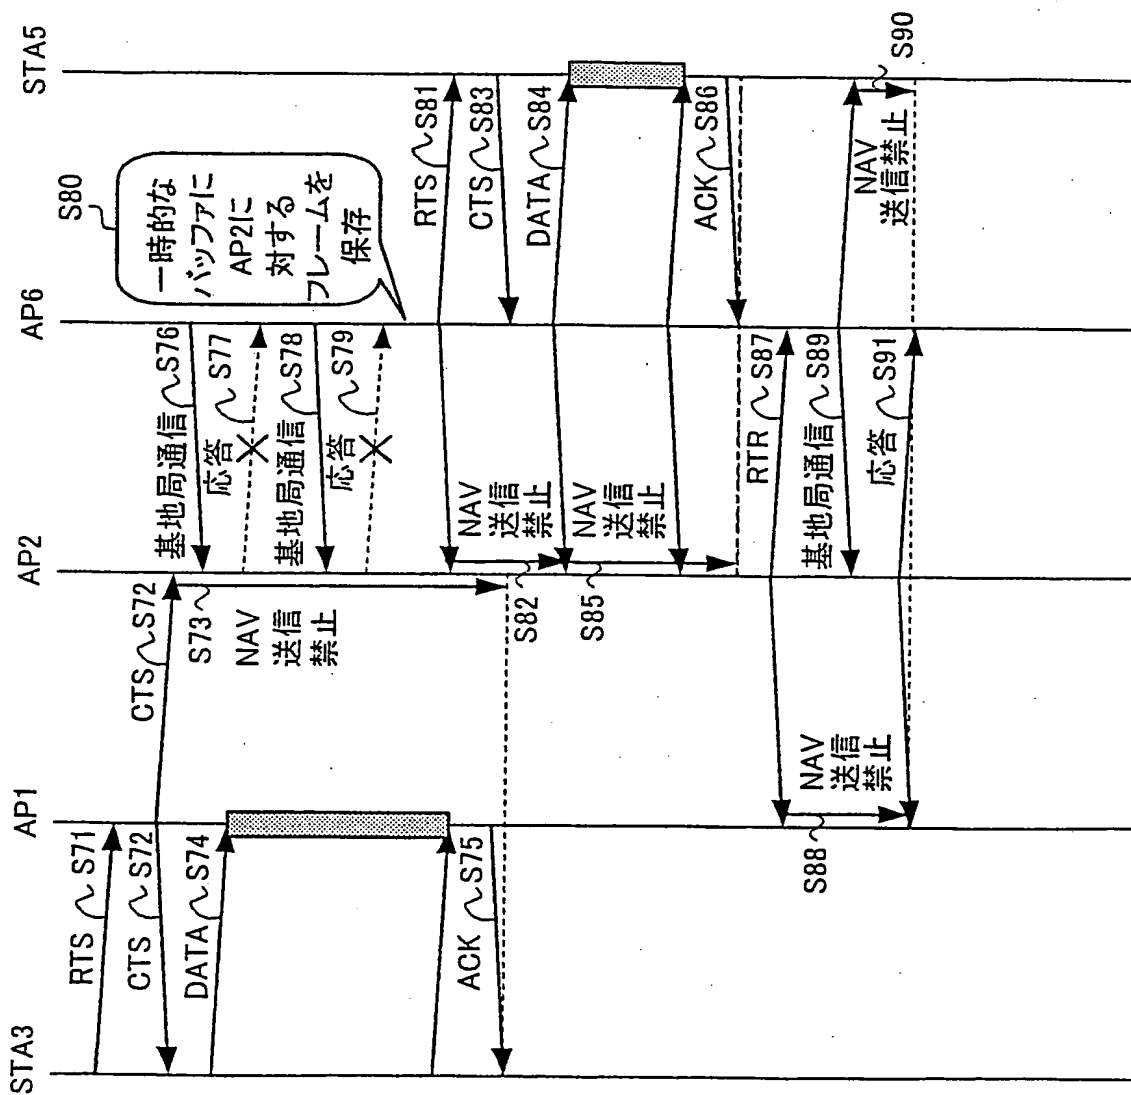 STA3
AP1
AP2
AP6
STA5
RTS S71
CTS S72
CTS S72
S73
NAV
送信
禁止
DATA S74
ACK S75
基地局通信 S76
応答 S77
基地局通信 S78
応答 S79
S80
一時的な
バッファに
AP2に
対する
フレームを
保存
RTS S81
S82
NAV
送信
禁止
CTS S83
DATA S84
S85
NAV
送信
禁止
ACK S86
RTR S87
S88
NAV
送信
禁止
基地局通信 S89
S90
NAV
送信禁止
応答 S91